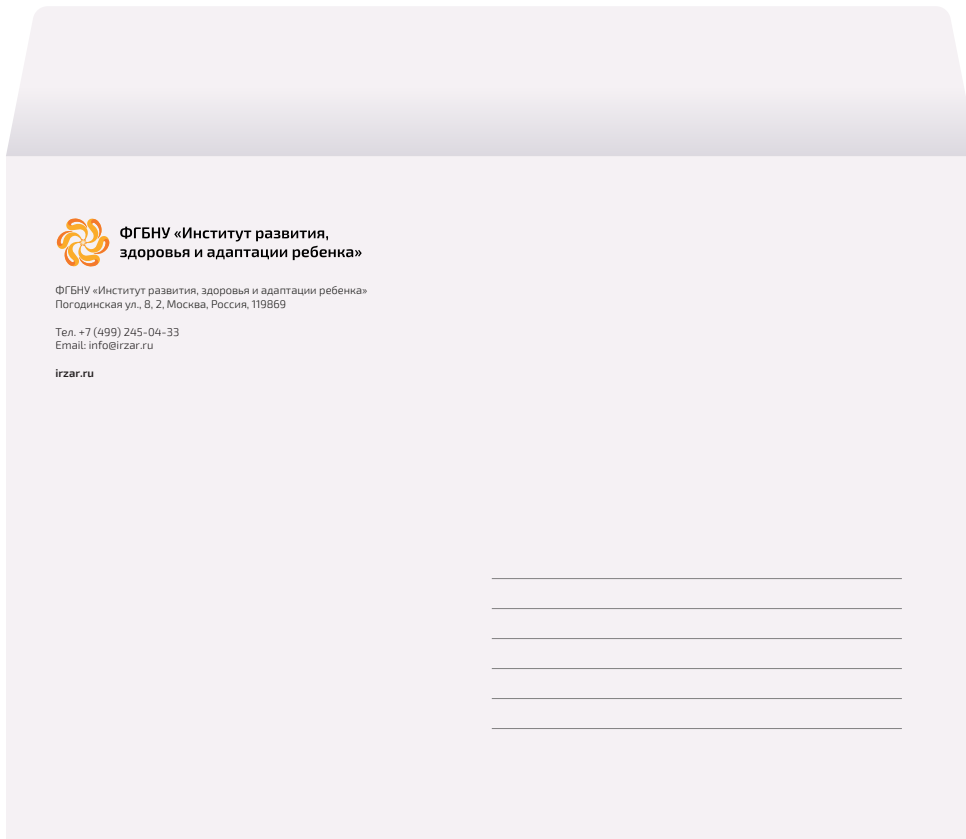 ФГБНУ «Институт развития,
здоровья и адаптации ребенка»
ФГБНУ «Институт развития, здоровья и адаптации ребенка»
Погодинская ул., 8, 2, Москва, Россия, 119869
Тел. +7 (499) 245-04-33
Email: info@irzar.ru
irzar.ru